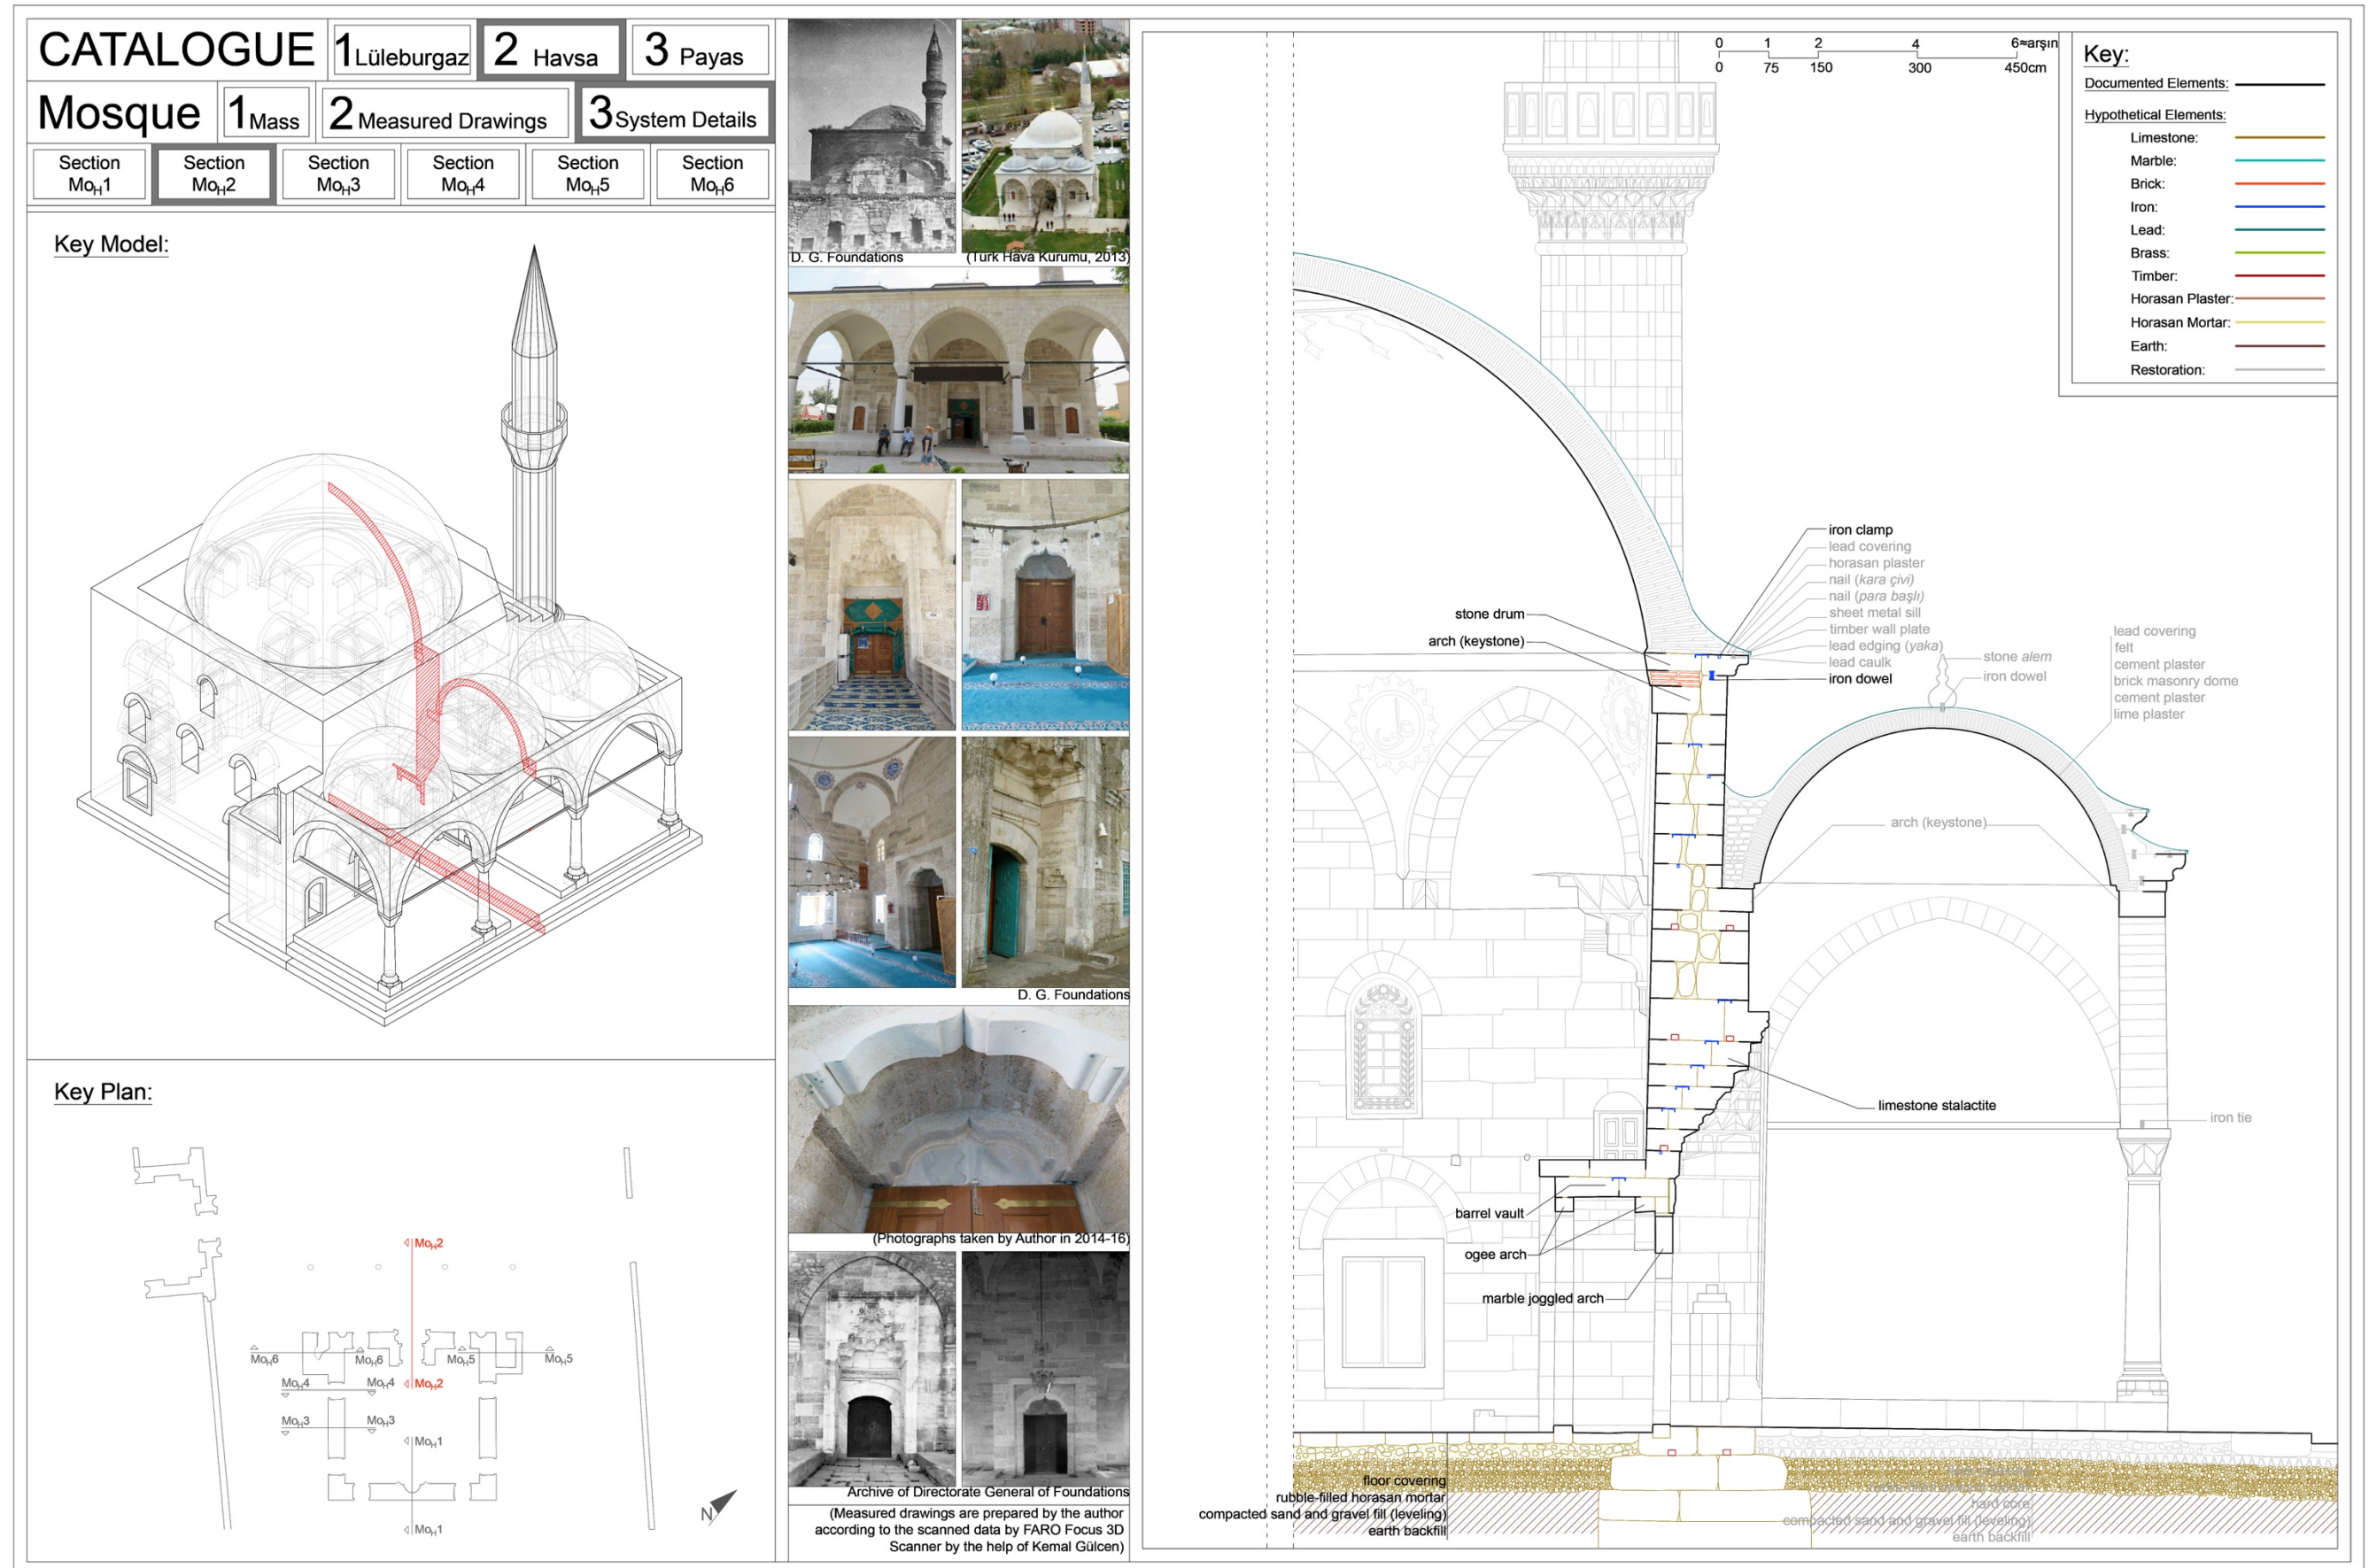 CATALOGUE
1 Lüleburgaz
2 Havsa
3 Payas
Mosque
1 Mass
2 Measured Drawings
3 System Details
Section
MoH1
Section
MoH2
Section
MoH3
Section
MoH4
Section
MoH5
Section
MoH6
Key Model:
Key Plan:
MoH2
MoH6
MoH6
MoH5
MoH5
MoH4
MoH4
MoH2
MoH3
MoH3
MoH1
MoH1
N
D. G. Foundations
(Türk Hava Kurumu, 2013)
D. G. Foundations
(Photographs taken by Author in 2014-16)
Archive of Directorate General of Foundations
(Measured drawings are prepared by the author
according to the scanned data by FARO Focus 3D
Scanner by the help of Kemal Gülcen)
0 1 2 4 6≈arşın
0 75 150 300 450cm
Key:
Documented Elements:
Hypothetical Elements:
Limestone:
Marble:
Brick:
Iron:
Lead:
Brass:
Timber:
Horasan Plaster:
Horasan Mortar:
Earth:
Restoration:
iron clamp
lead covering
horasan plaster
nail (kara çivi)
nail (para başlı)
sheet metal sill
timber wall plate
lead edging (yaka)
lead caulk
iron dowel
stone drum
arch (keystone)
stone alem
iron dowel
lead covering
felt
cement plaster
brick masonry dome
cement plaster
lime plaster
arch (keystone)
limestone stalactite
iron tie
barrel vault
ogee arch
marble joggled arch
floor covering
rubble-filled horasan mortar
compacted sand and gravel fill (leveling)
earth backfill
hard core
compacted sand and gravel fill (leveling)
earth backfill